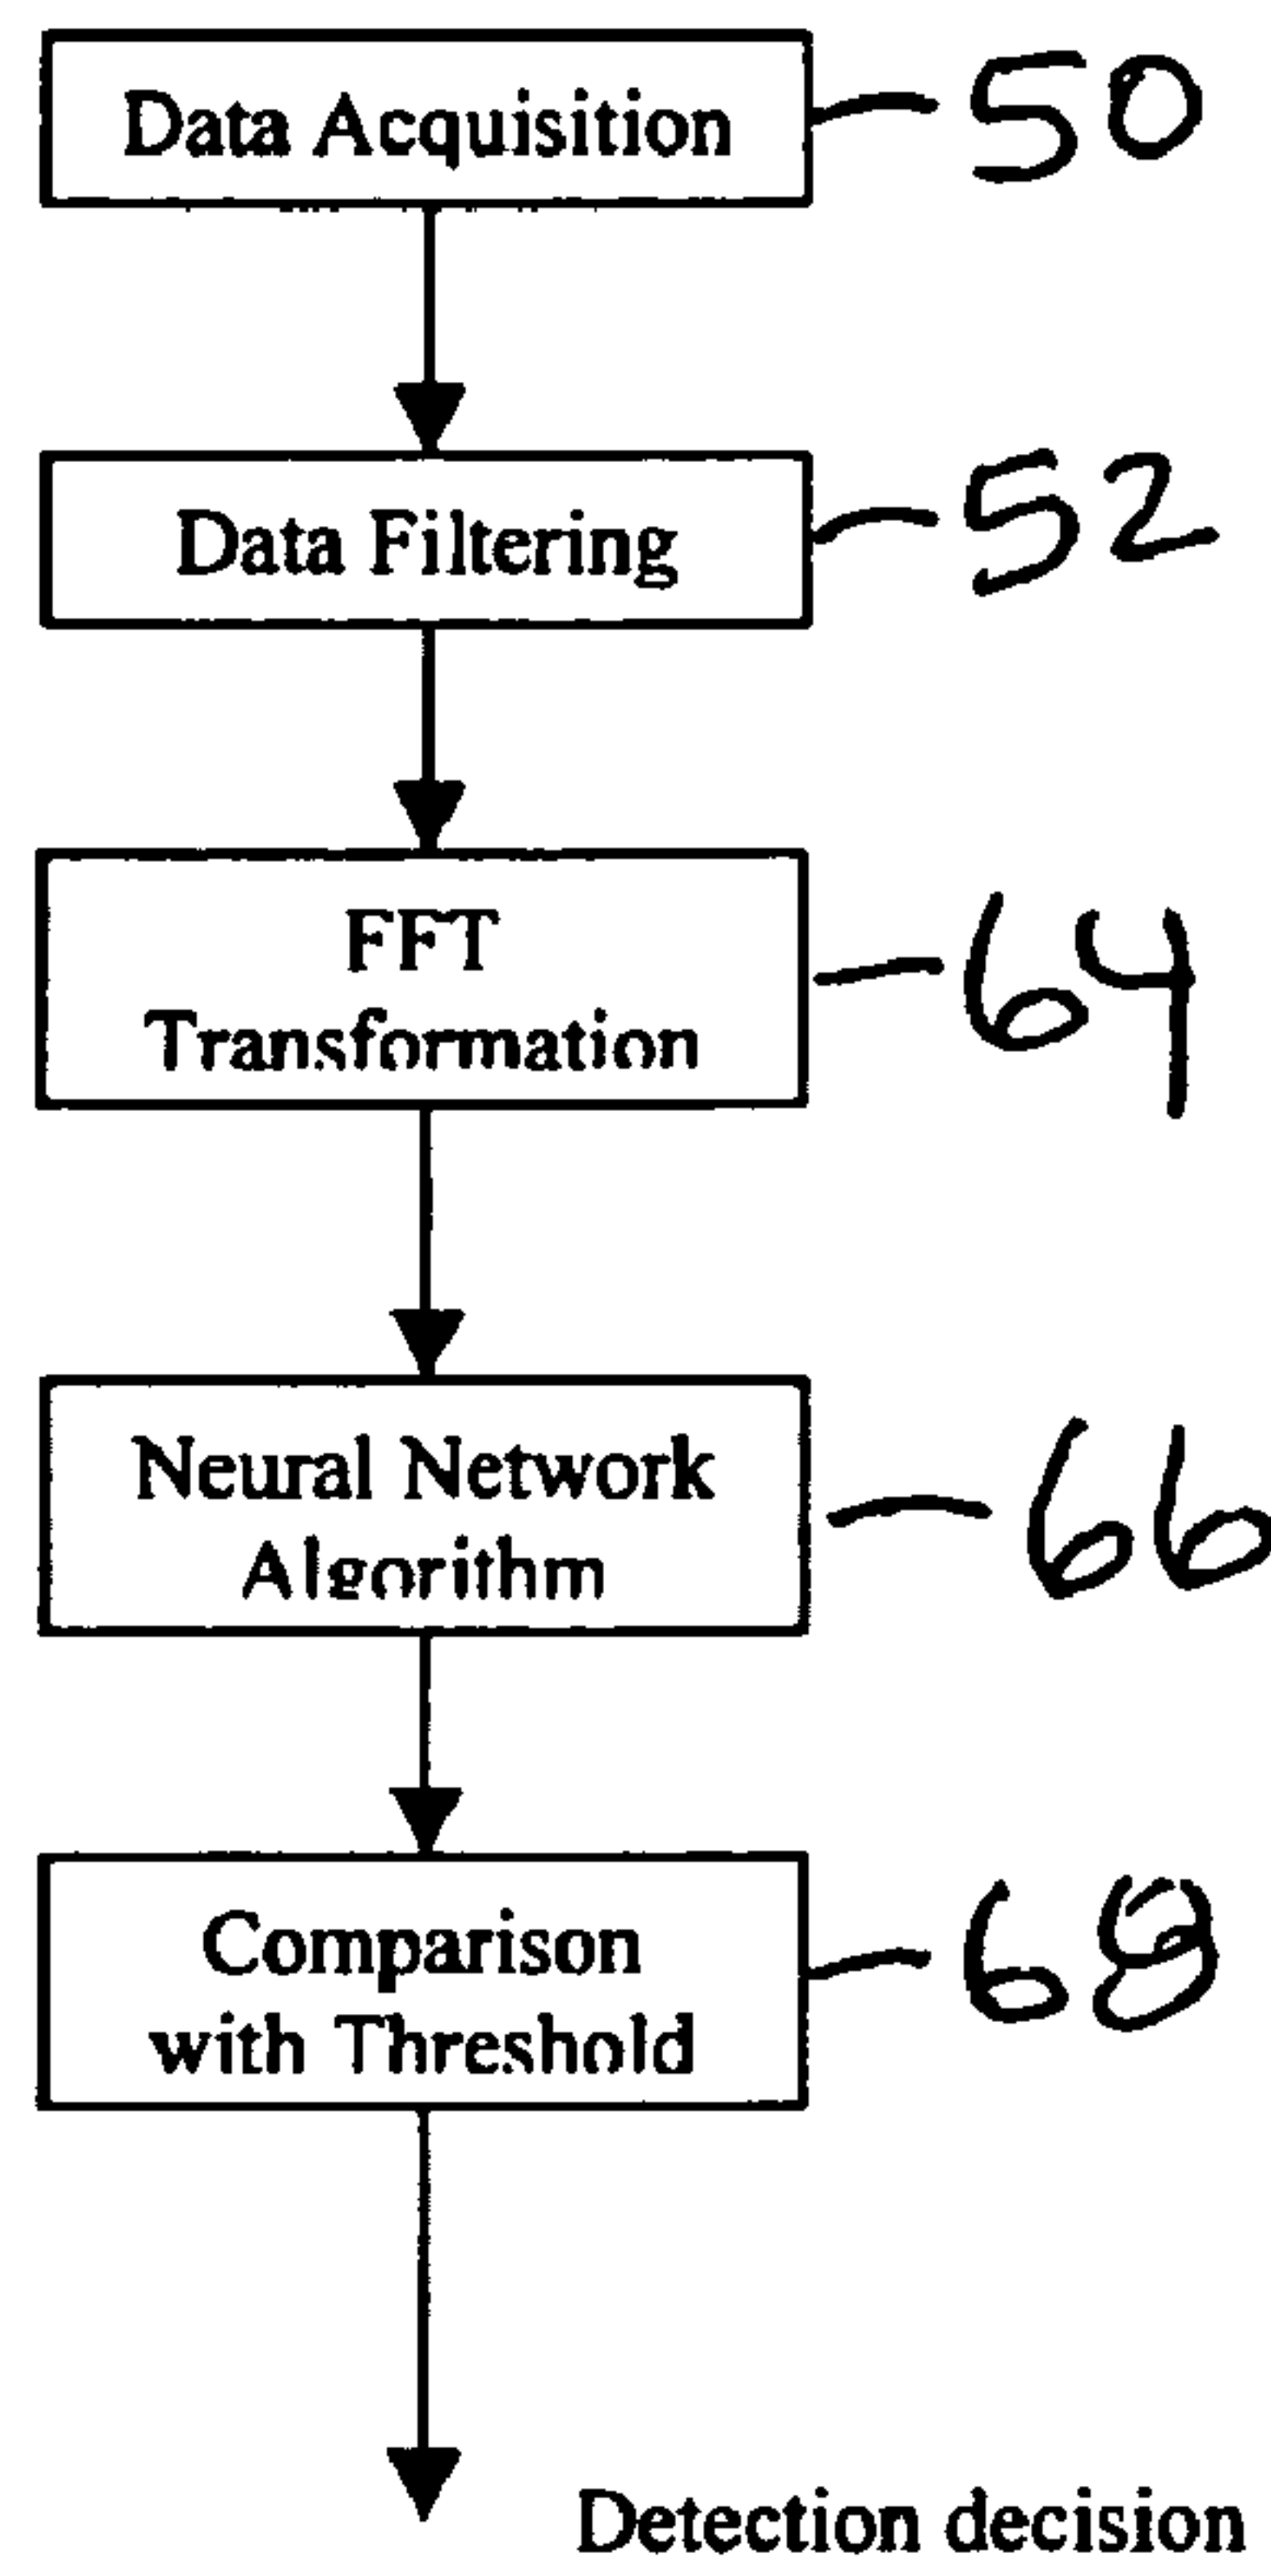 Data Acquisition
50
Data Filtering
52
FFT
Transformation
64
Neural Network
Algorithm
66
Comparison
with Threshold
68
Detection decision